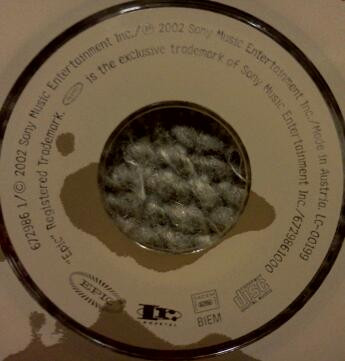 672986 1/© 2002 Sony Music Entertainment Inc./℗ 2002 Sony Music Entertainment Inc./Made in Austria. LC-00199
"EPIC" Registered Trademark. is the exclusive trademark of Sony Music Entertainment Inc./6729861000
EPIC
BIEM
disc